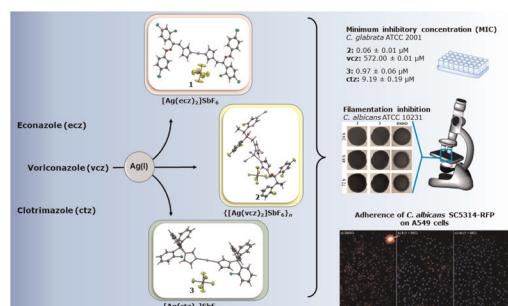 Econazole (ecz)
Voriconazole (vcz)
Clotrimazole (ctz)
Ag(I)
1
[Ag(ecz)₂]SbF₆
2
{[Ag(vcz)₂]SbF₆}ₙ
3
Minimum inhibitory concentration (MIC)
C. glabrata ATCC 2001
2: 0.06 ± 0.01 µM
vcz: 572.00 ± 0.01 µM
3: 0.97 ± 0.06 µM
ctz: 9.19 ± 0.19 µM
Filamentation inhibition
C. albicans ATCC 10231
24 h
48 h
72 h
Adherence of C. albicans SC5314-RFP
on A549 cells